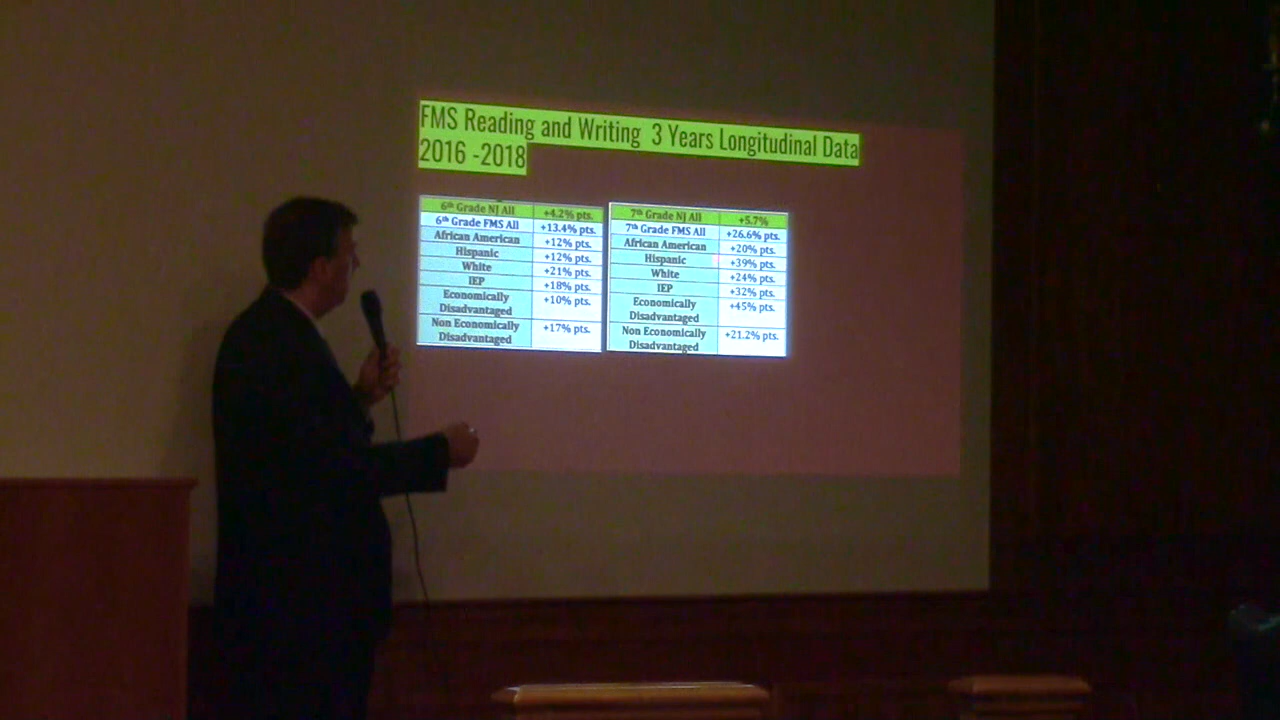 FMS Reading and Writing 3 Years Longitudinal Data
2016 -2018
6th Grade NJ All +4.2% pts.
6th Grade FMS All +13.4% pts.
African American +12% pts.
Hispanic +12% pts.
White +21% pts.
IEP +18% pts.
Economically +10% pts.
Disadvantaged
Non Economically +17% pts.
Disadvantaged
7th Grade NJ All +5.7%
7th Grade FMS All +26.6% pts.
African American +20% pts.
Hispanic +39% pts.
White +24% pts.
IEP +32% pts.
Economically +45% pts.
Disadvantaged
Non Economically +21.2% pts.
Disadvantaged